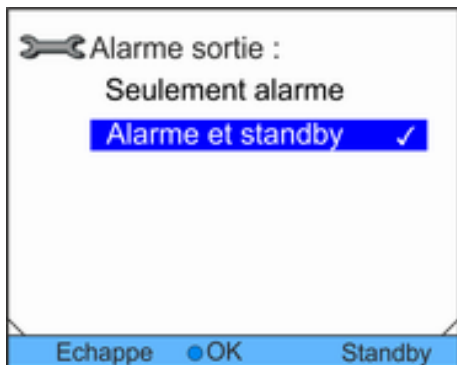 Alarme sortie :
Seulement alarme
Alarme et standby ✓
Echappe OK Standby